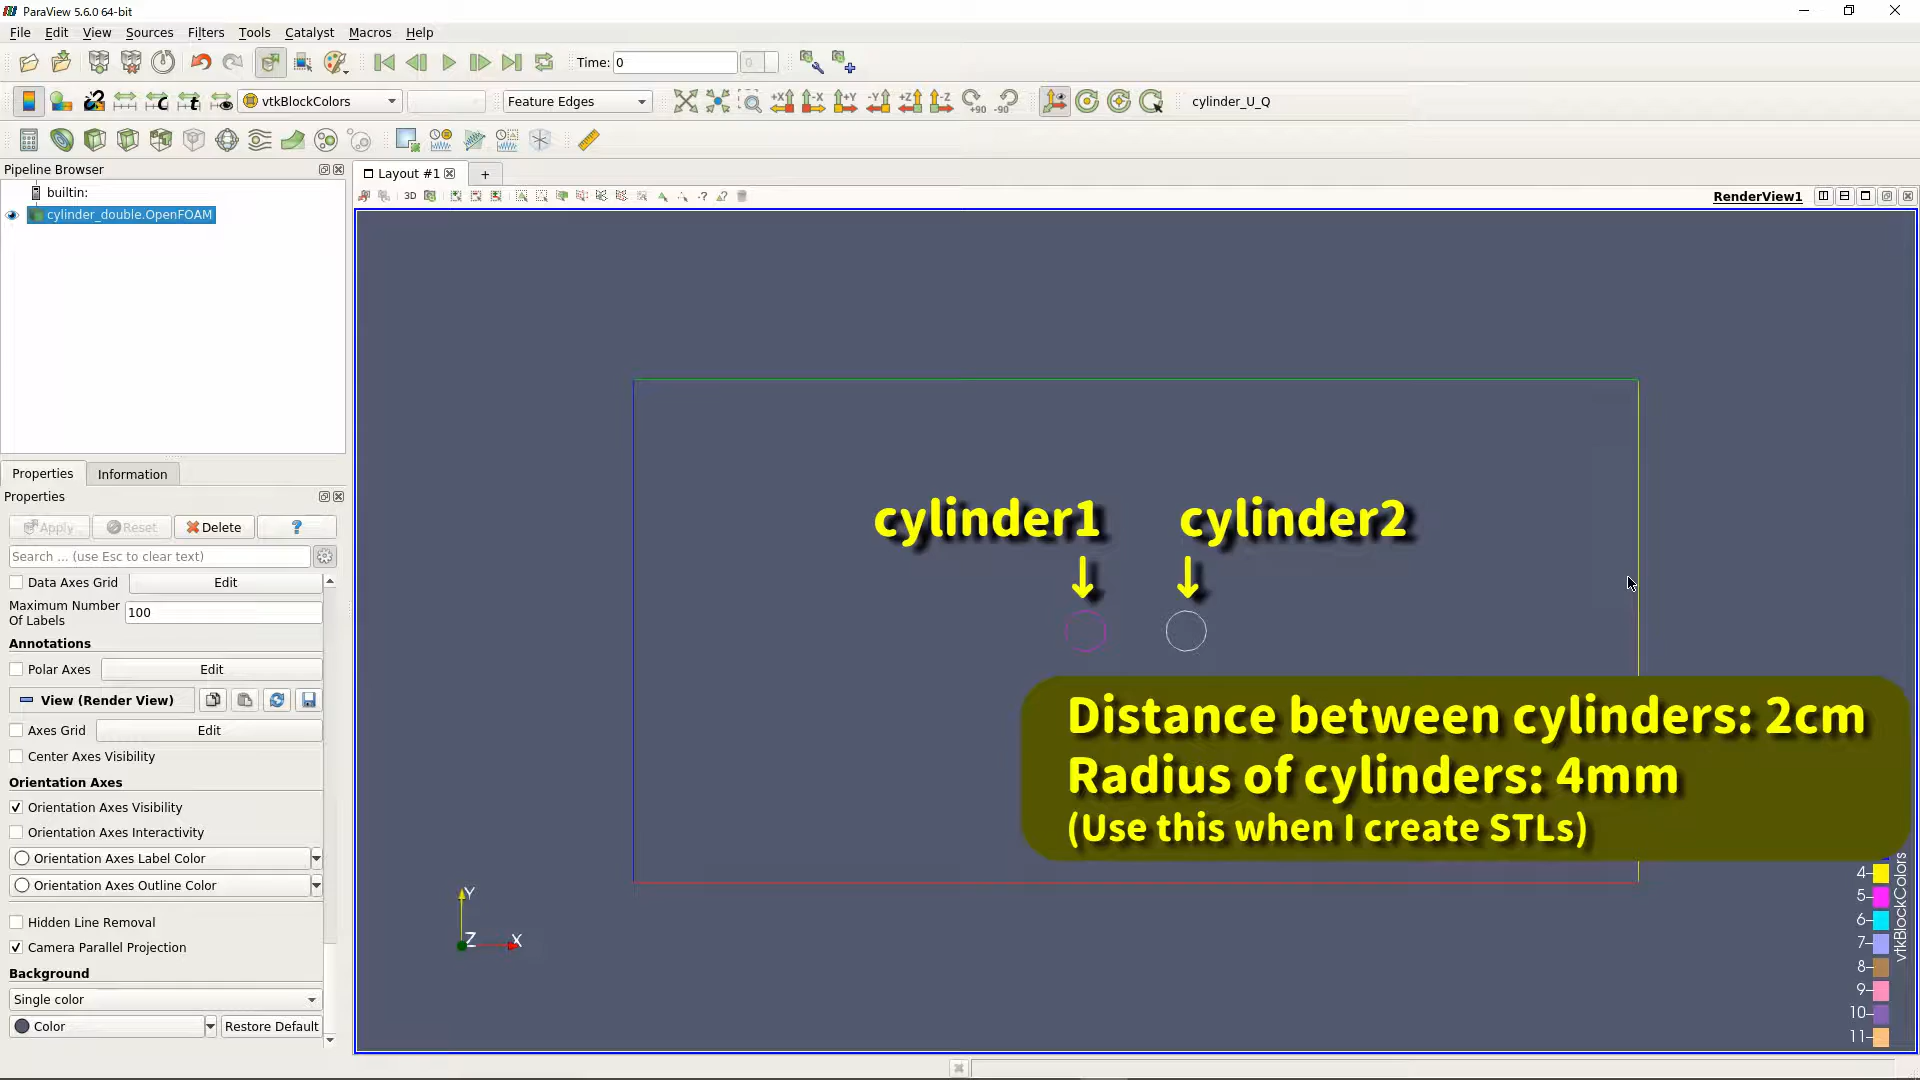 ParaView 5.6.0 64-bit
File Edit View Sources Filters Tools Catalyst Macros Help
Time: 0 0
vtkBlockColors Feature Edges +X -X +Y -Y +Z -Z +90 -90 cylinder_U_Q
Pipeline Browser
builtin:
cylinder_double.OpenFOAM
Layout #1
3D
RenderView1
Properties Information
Properties
Apply Reset Delete ?
Search ... (use Esc to clear text)
Data Axes Grid Edit
Maximum Number
Of Labels 100
Annotations
Polar Axes Edit
View (Render View)
Axes Grid Edit
Center Axes Visibility
Orientation Axes
Orientation Axes Visibility
Orientation Axes Interactivity
Orientation Axes Label Color
Orientation Axes Outline Color
Hidden Line Removal
Camera Parallel Projection
Background
Single color
Color Restore Default
cylinder1 cylinder2
Distance between cylinders: 2cm
Radius of cylinders: 4mm
(Use this when I create STLs)
Y
Z X
4
5
6
7
8
9
10
11
vtkBlockColors